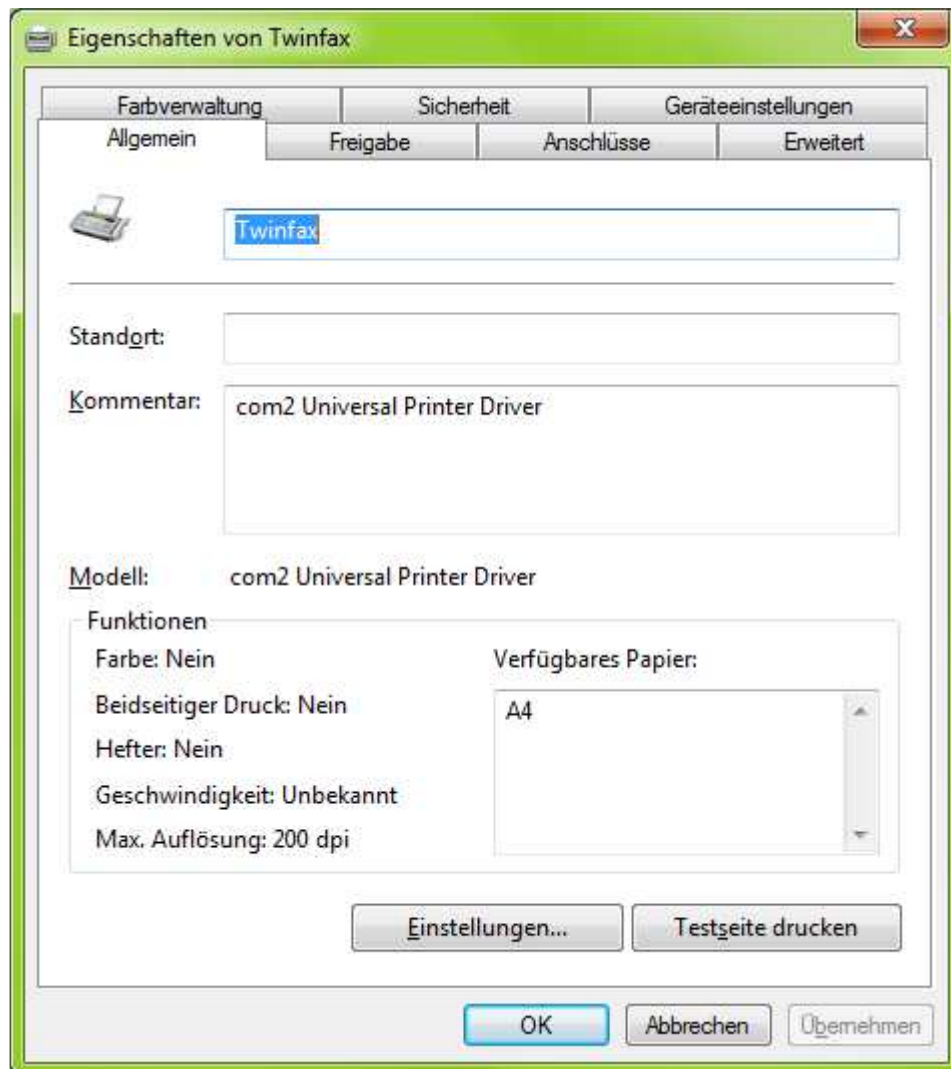 Eigenschaften von Twinfax
Farbverwaltung Sicherheit Geräteeinstellungen
Allgemein Freigabe Anschlüsse Erweitert
Twinfax
Standort:
Kommentar: com2 Universal Printer Driver
Modell: com2 Universal Printer Driver
Funktionen
Farbe: Nein Verfügbares Papier:
Beidseitiger Druck: Nein A4
Hefter: Nein
Geschwindigkeit: Unbekannt
Max. Auflösung: 200 dpi
Einstellungen... Testseite drucken
OK Abbrechen Übernehmen